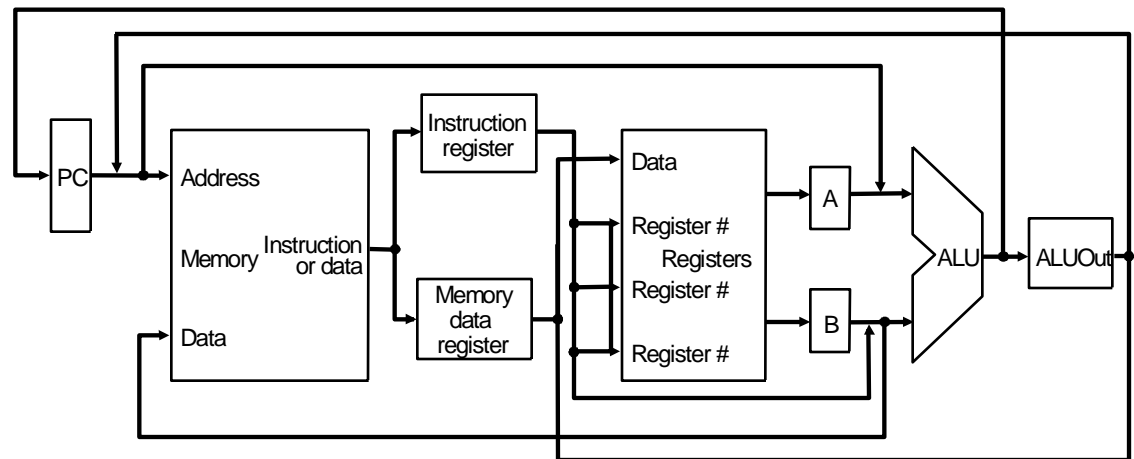 PC
Address
Memory
Instruction
or data
Data
Instruction
register
Memory
data
register
Data
Register #
Registers
Register #
Register #
A
B
ALU
ALUOut